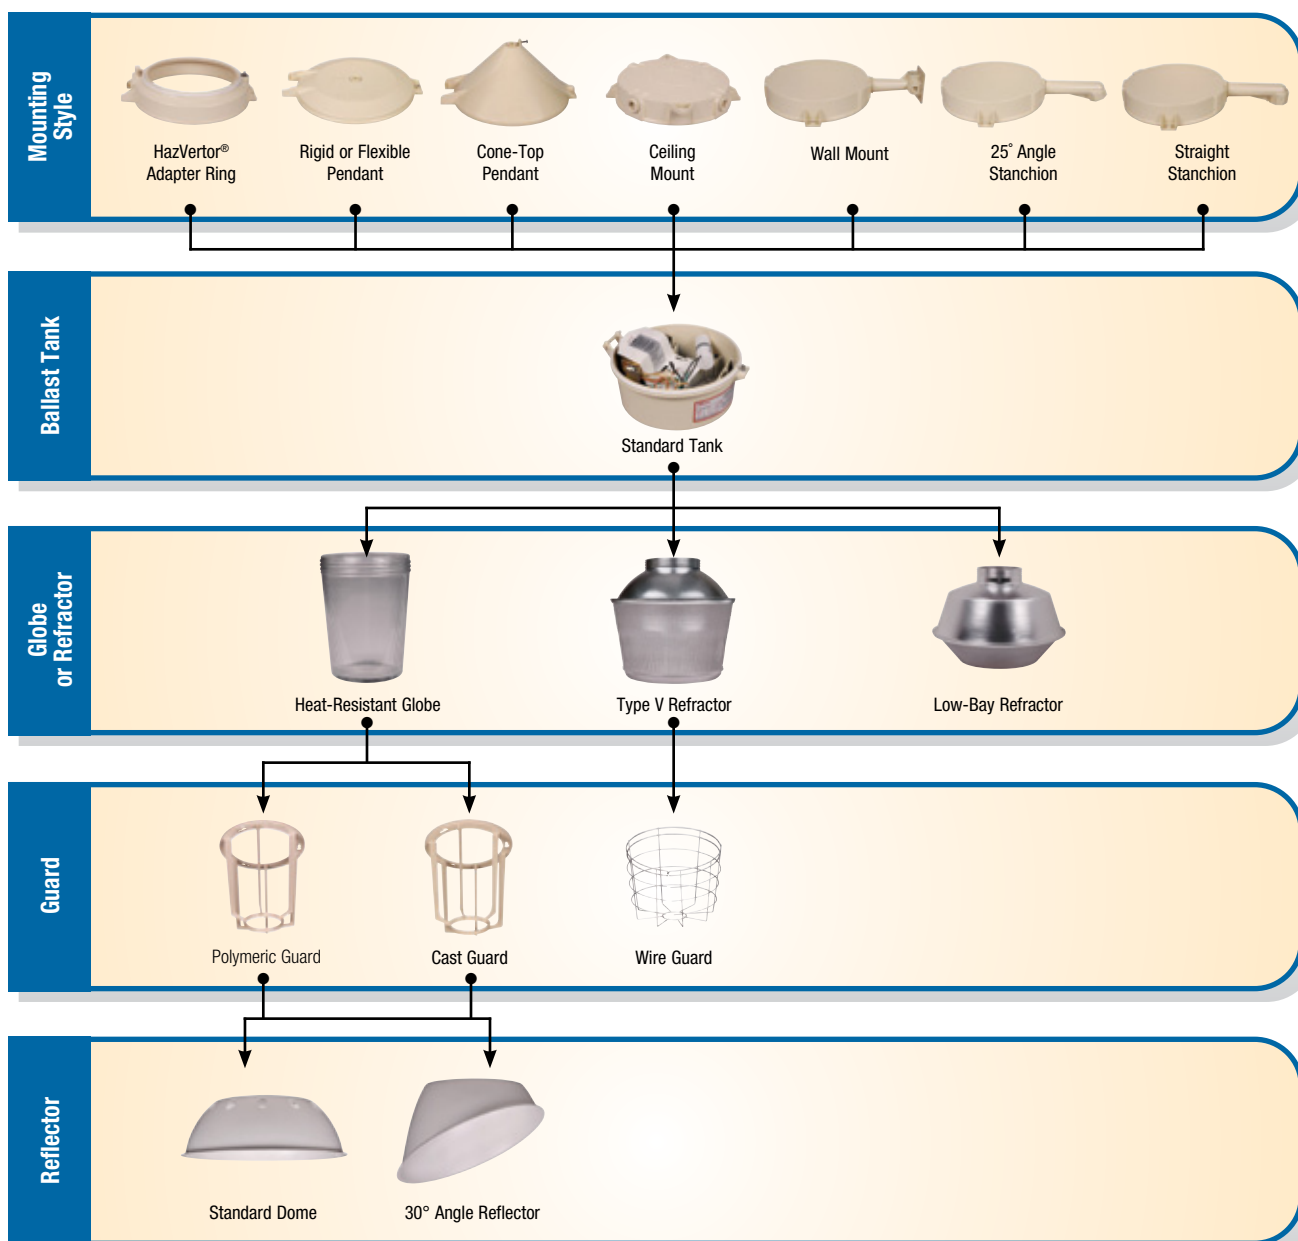 Mounting
Style
HazVertor®
Adapter Ring
Rigid or Flexible
Pendant
Cone-Top
Pendant
Ceiling
Mount
Wall Mount
25° Angle
Stanchion
Straight
Stanchion
Ballast Tank
Standard Tank
Globe
or Refractor
Heat-Resistant Globe
Type V Refractor
Low-Bay Refractor
Guard
Polymeric Guard
Cast Guard
Wire Guard
Reflector
Standard Dome
30° Angle Reflector